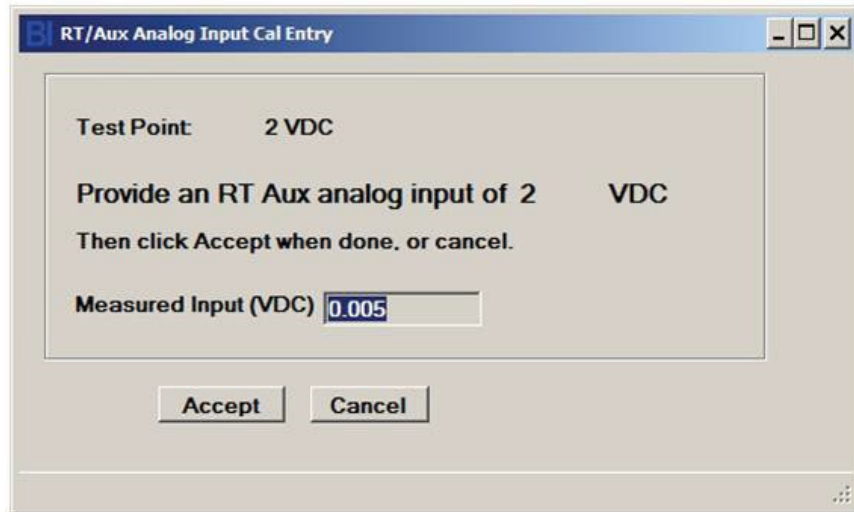 BI RT/Aux Analog Input Cal Entry
Test Point: 2 VDC
Provide an RT Aux analog input of 2 VDC
Then click Accept when done, or cancel.
Measured Input (VDC) 0.005
Accept Cancel